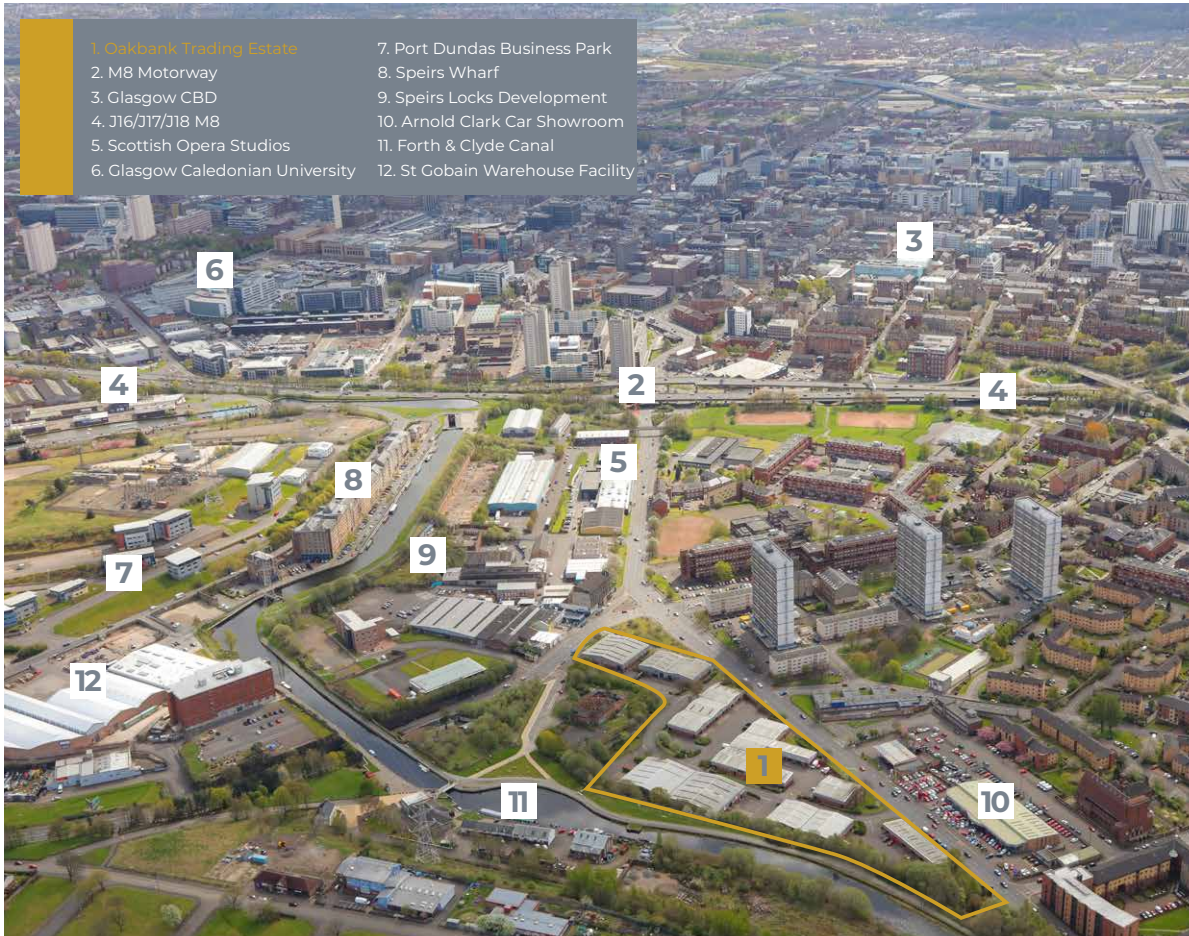 1. Oakbank Trading Estate
2. M8 Motorway
3. Glasgow CBD
4. J16/J17/J18 M8
5. Scottish Opera Studios
6. Glasgow Caledonian University
7. Port Dundas Business Park
8. Speirs Wharf
9. Speirs Locks Development
10. Arnold Clark Car Showroom
11. Forth & Clyde Canal
12. St Gobain Warehouse Facility
3
6
4
2
4
5
8
9
7
12
1
11
10